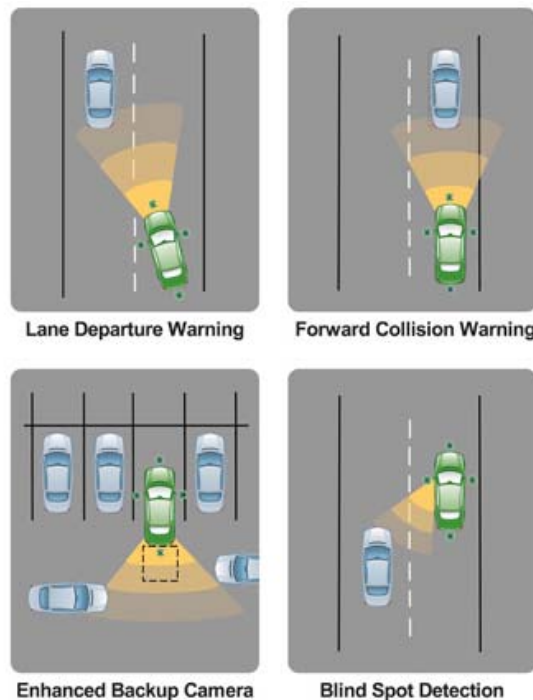 Lane Departure Warning
Forward Collision Warning
Enhanced Backup Camera
Blind Spot Detection